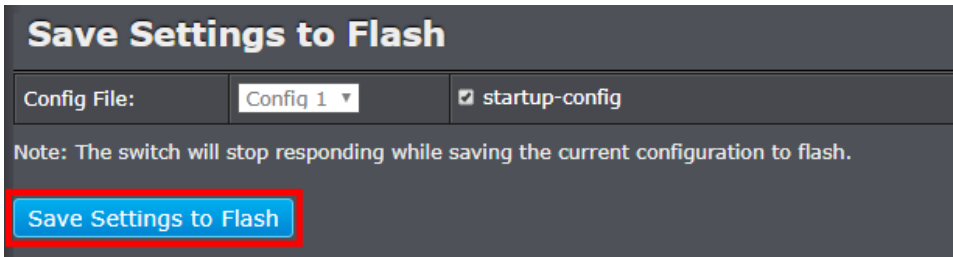 Save Settings to Flash
Config File: Config 1 startup-config
Note: The switch will stop responding while saving the current configuration to flash.
Save Settings to Flash